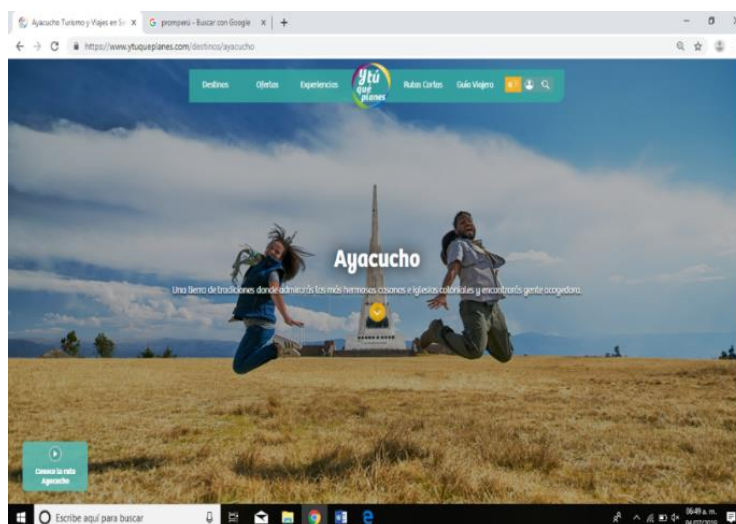 Ayacucho Turismo y Viajes en
promperú - Buscar con Google
https://www.ytuqueplanes.com/destinos/ayacucho
Destinos
Ofertas
Experiencias
Ytú qué planes
Rutas Cortas
Guía Viajero
Ayacucho
Una tierra de tradiciones donde admirarás las más hermosas casonas e iglesias coloniales y encontrarás gente acogedora.
Conoce la ruta
Ayacucho
Escribe aquí para buscar
06:49 a. m.